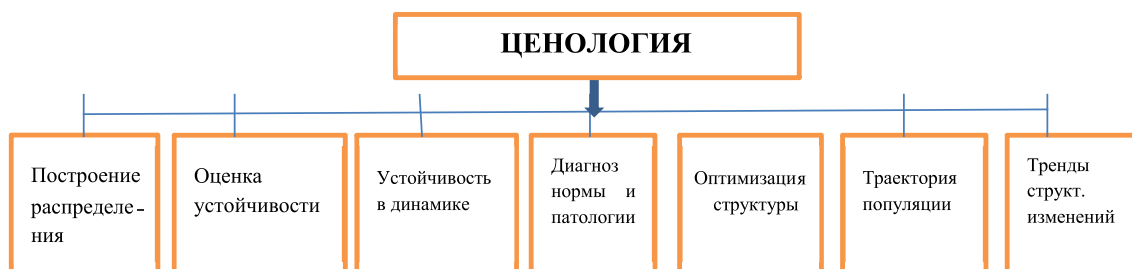 ЦЕНОЛОГИЯ
Построение
распределе-
ния
Оценка
устойчивости
Устойчивость
в динамике
Диагноз
нормы и
патологии
Оптимизация
структуры
Траектория
популяции
Тренды
структ.
изменений